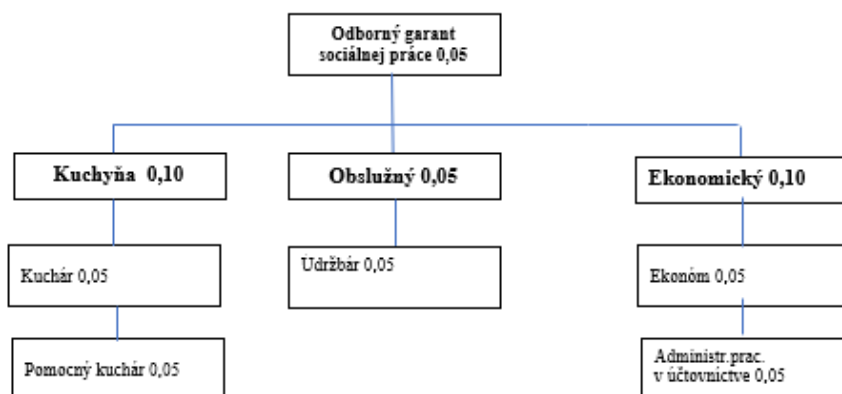 Odborný garant
sociálnej práce 0,05
Kuchyňa 0,10
Obslužný 0,05
Ekonomický 0,10
Kuchár 0,05
Udržbár 0,05
Ekonóm 0,05
Pomocný kuchár 0,05
Administr.prac.
v účtovníctve 0,05